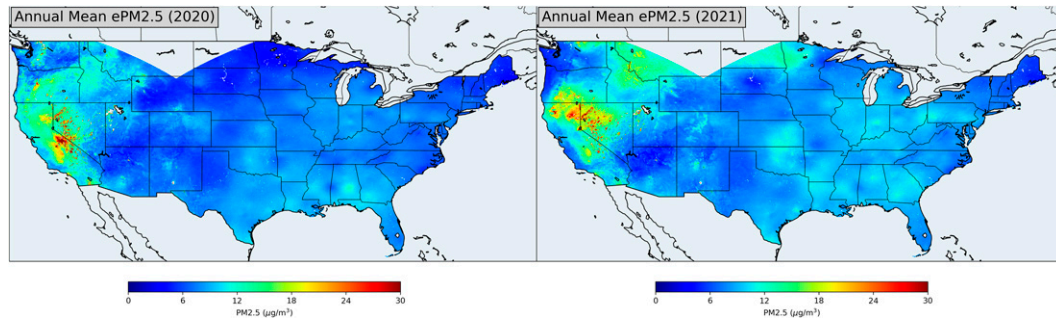 Annual Mean ePM2.5 (2020)
0 6 12 18 24 30
PM2.5 (μg/m³)
Annual Mean ePM2.5 (2021)
0 6 12 18 24 30
PM2.5 (μg/m³)